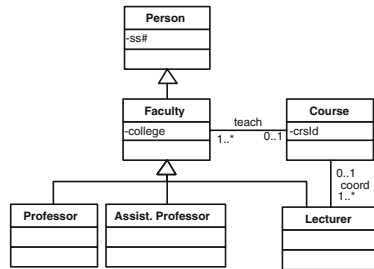 Person
-ss#
Faculty
-college
teach
1..*
0..1
Course
-crsId
0..1
coord
1..*
Professor
Assist. Professor
Lecturer